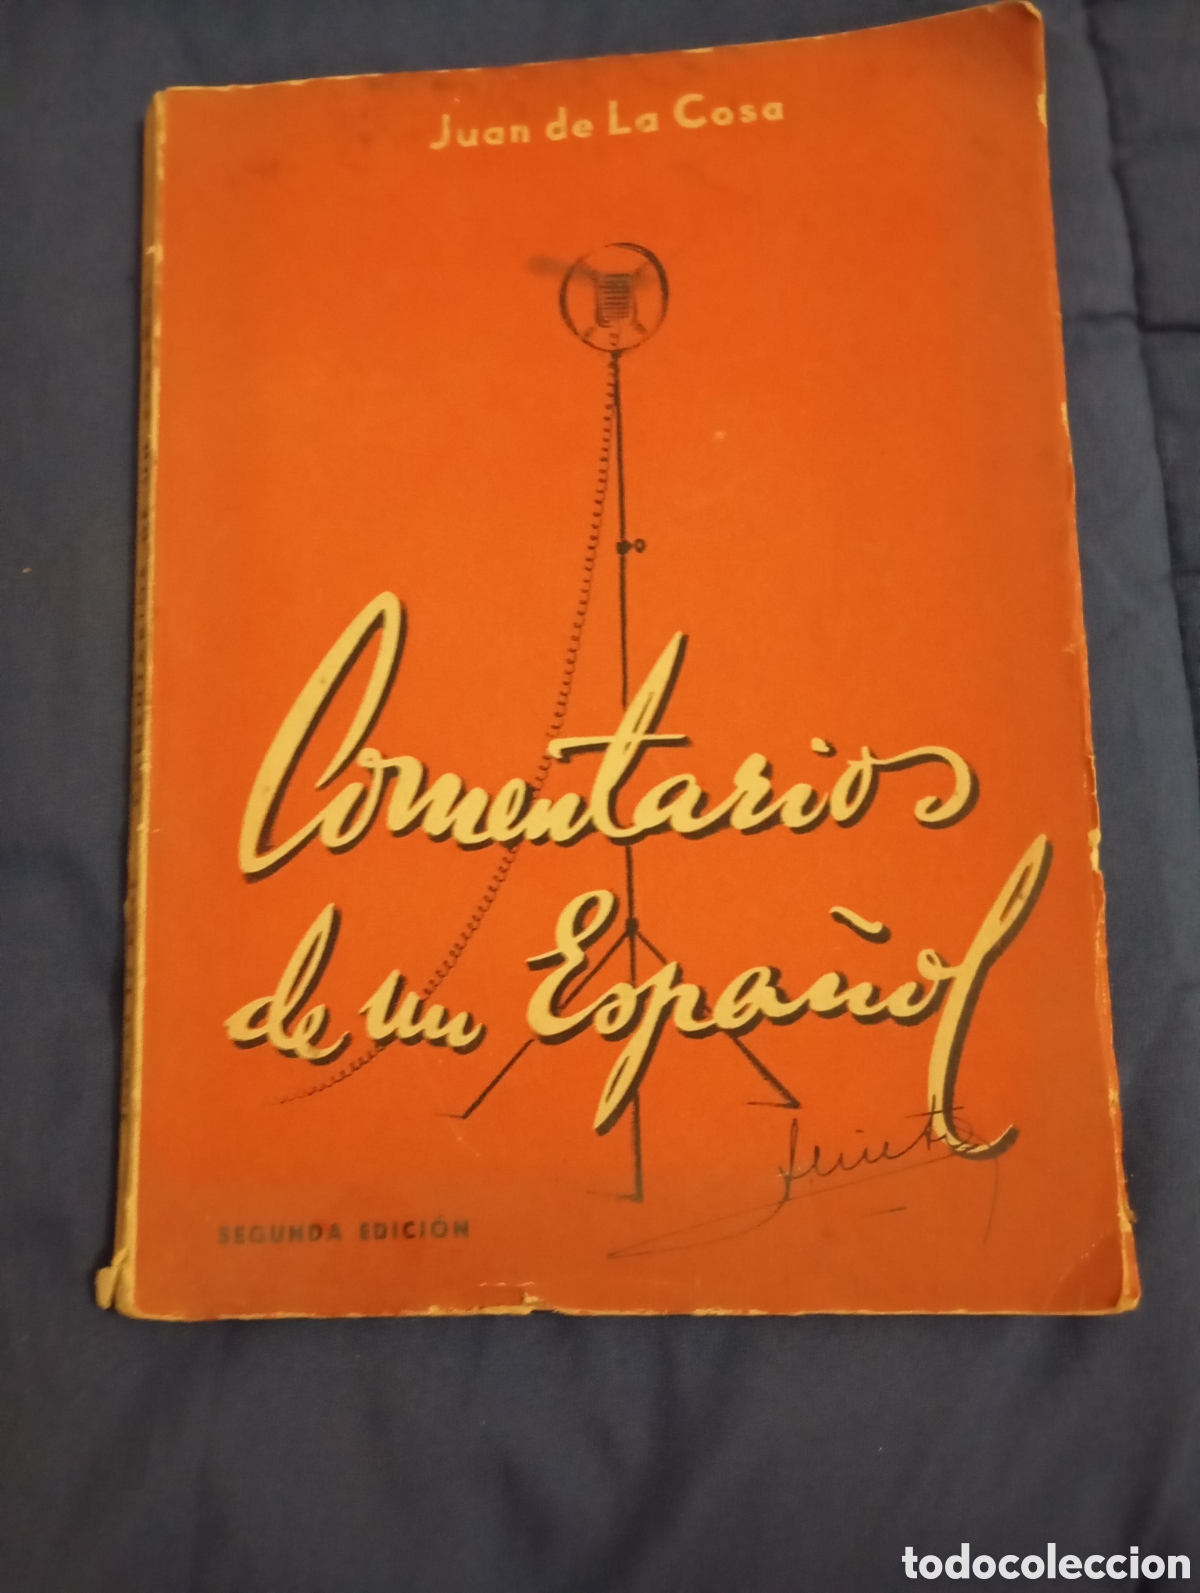 Juan de La Cosa
Comentarios
de un Español
SEGUNDA EDICIÓN
todocoleccion